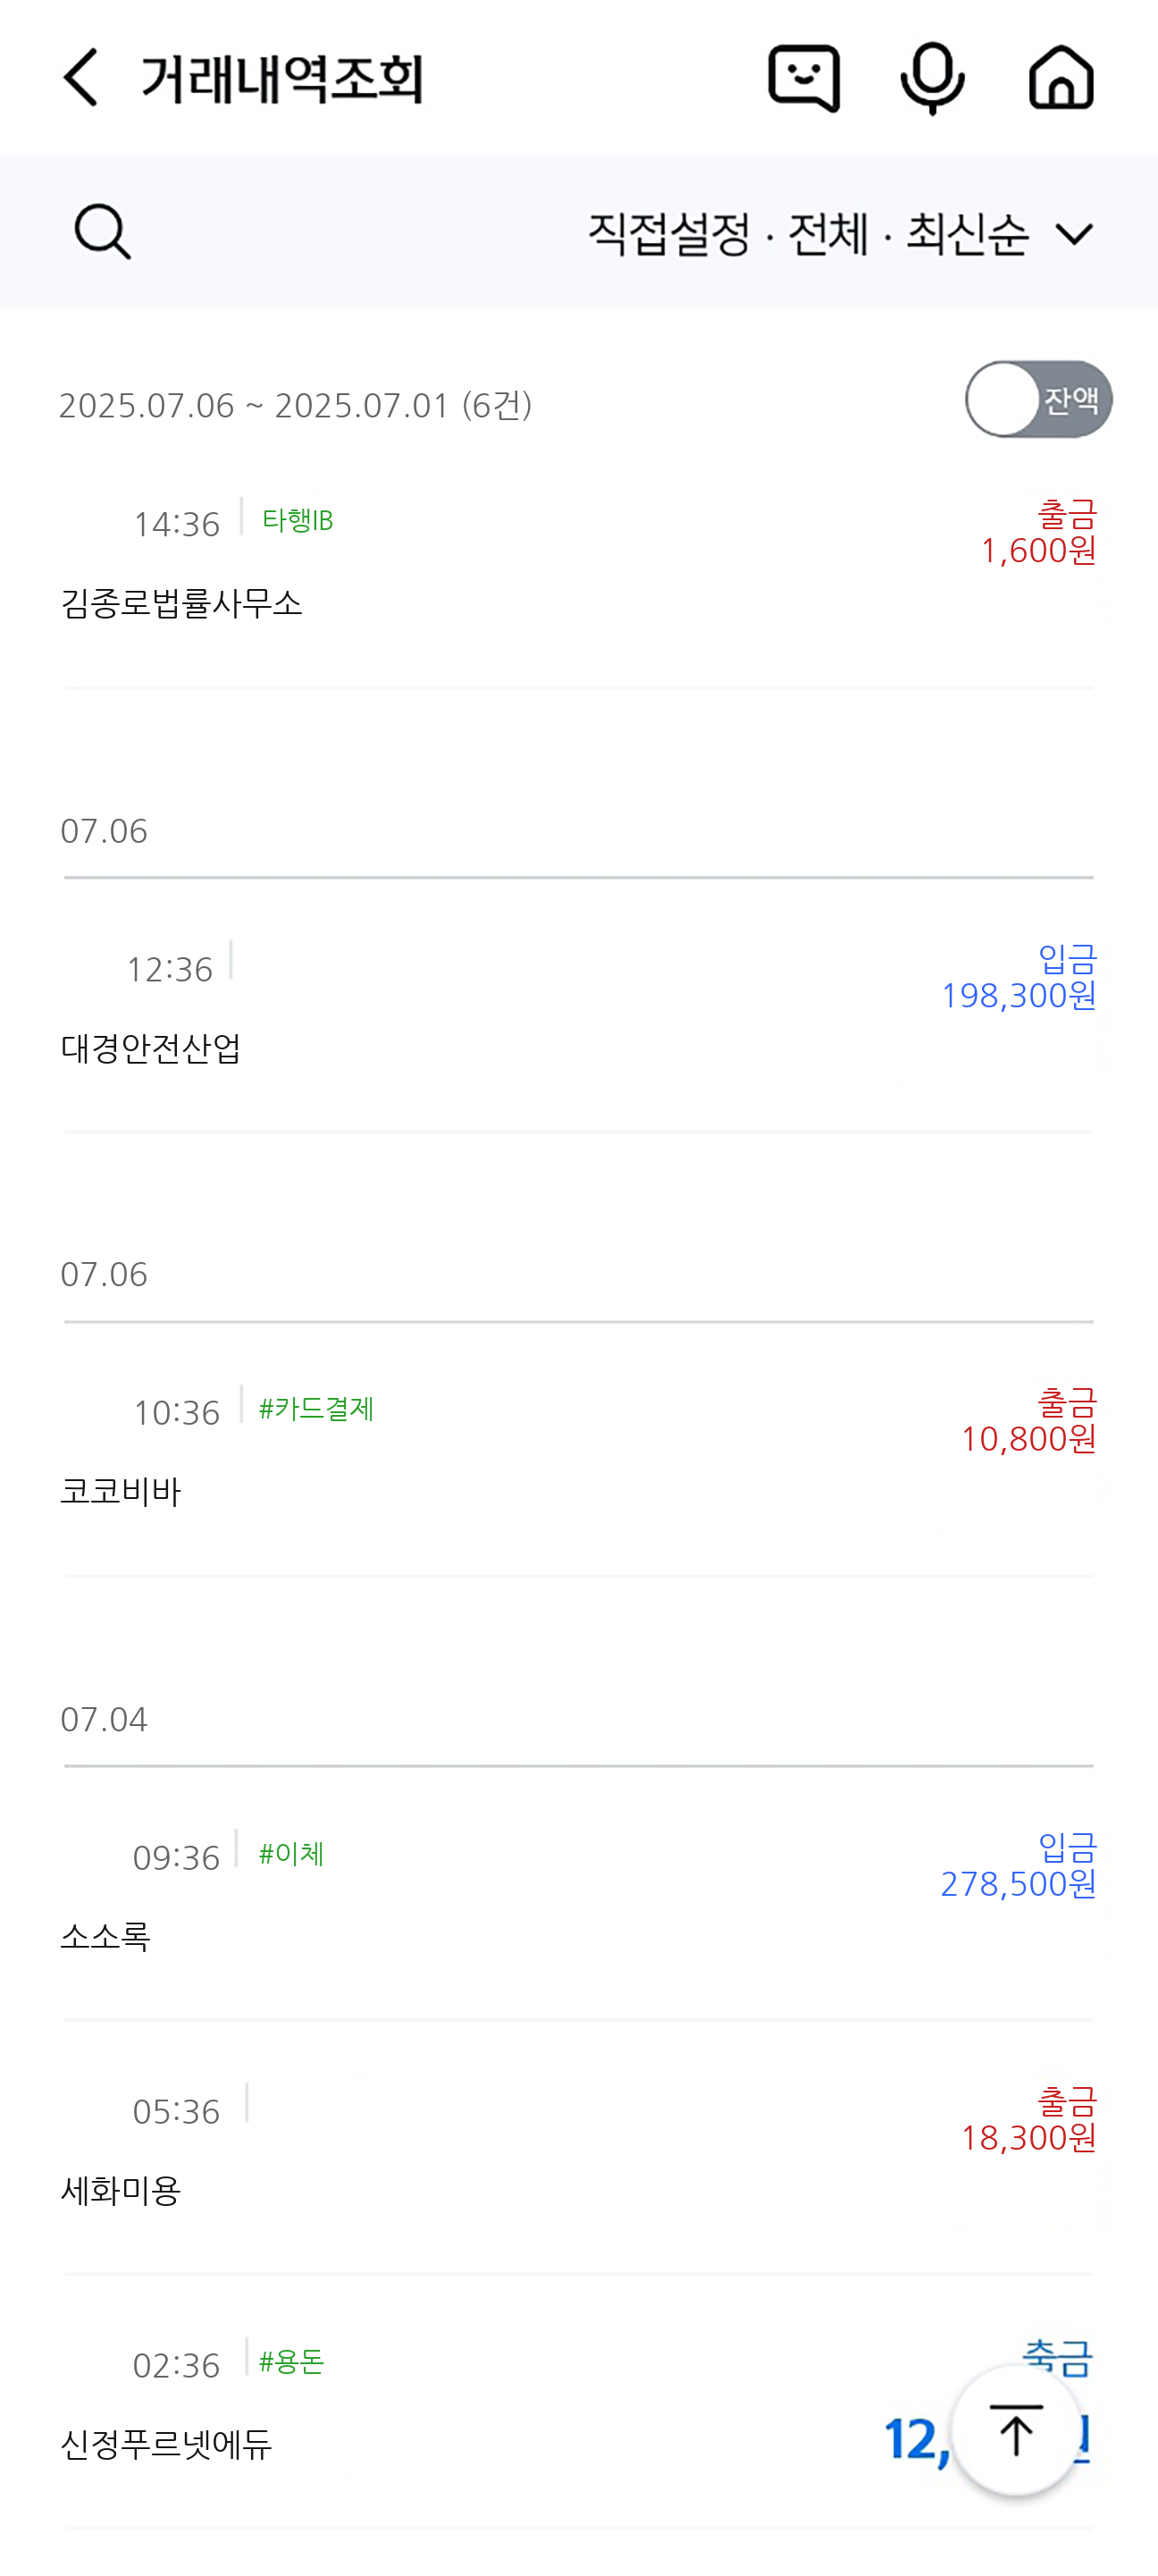 거래내역조회
직접설정 · 전체 · 최신순
2025.07.06 ~ 2025.07.01 (6건)
잔액
14:36 타행IB
출금
1,600원
김종로법률사무소
07.06
12:36
입금
198,300원
대경안전산업
07.06
10:36 #카드결제
출금
10,800원
코코비바
07.04
09:36 #이체
입금
278,500원
소소록
05:36
출금
18,300원
세화미용
02:36 #용돈
신정푸르넷에듀
12,